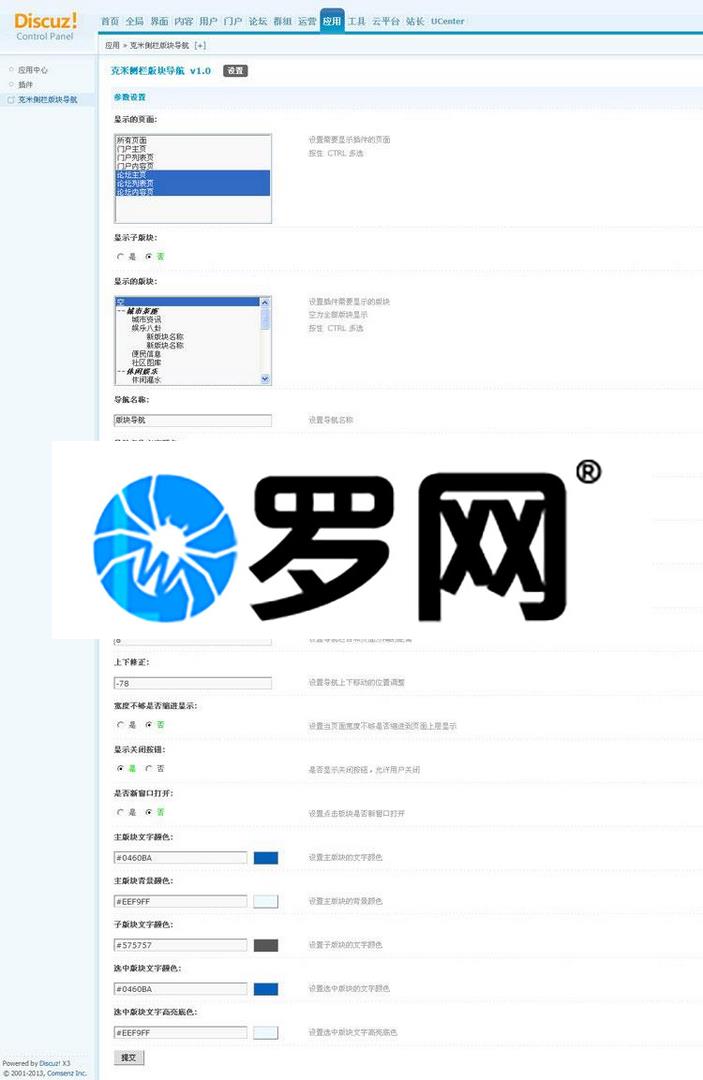 Discuz!
Control Panel
首页 全局 界面 内容 用户 门户 论坛 群组 运营 应用 工具 云平台 站长 UCenter
应用 » 克米侧栏版块导航 [+]
应用中心
插件
克米侧栏版块导航
克米侧栏版块导航 v1.0 设置
参数设置
显示的页面:
所有页面
门户主页
门户列表页
门户内容页
论坛主页
论坛列表页
论坛内容页
设置需要显示插件的页面
按住 CTRL 多选
显示子版块:
是 否
显示的版块:
空
--城市茶座
城市资讯
娱乐八卦
新版块名称
新版块名称
便民信息
社区图库
--休闲娱乐
休闲灌水
设置插件需要显示的版块
空为全部版块显示
按住 CTRL 多选
导航名称:
版块导航 设置导航名称
罗网®
上下修正:
-78 设置导航上下移动的位置调整
宽度不够是否缩进显示:
是 否 设置当页面宽度不够是否缩进到页面上层显示
显示关闭按钮:
是 否 是否显示关闭按钮，允许用户关闭
是否新窗口打开:
是 否 设置点击版块是否新窗口打开
主版块文字颜色:
#0460BA 设置主版块的文字颜色
主版块背景颜色:
#EEF9FF 设置主版块的背景颜色
子版块文字颜色:
#575757 设置子版块的文字颜色
选中版块文字颜色:
#0460BA 设置选中版块的文字颜色
选中版块文字高亮底色:
#EEF9FF 设置选中版块文字高亮底色
提交
Powered by Discuz! X3
© 2001-2013, Comsenz Inc.